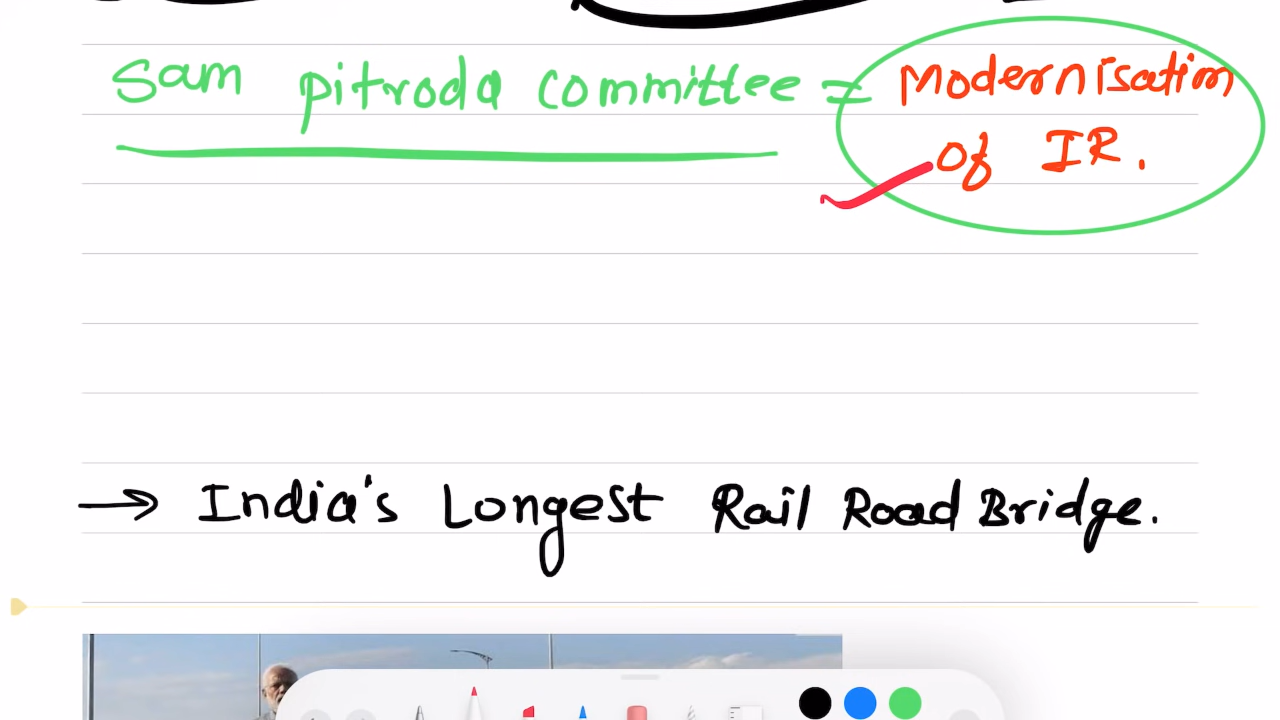 Sam pitroda committee = Modernisation
of IR.
→ India's Longest Rail Road Bridge.